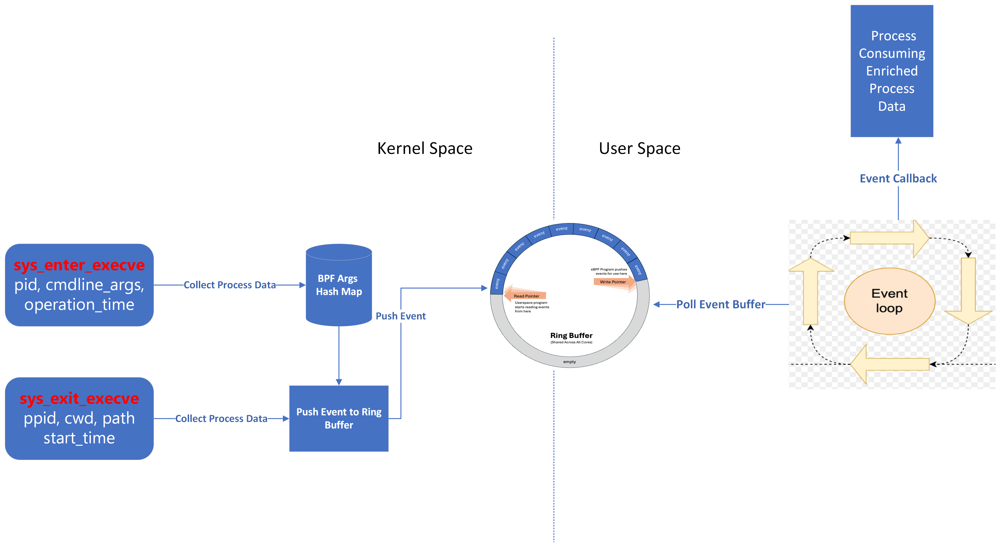 Process
Consuming
Enriched
Process
Data
Kernel Space
User Space
Event Callback
sys_enter_execve
pid, cmdline_args,
operation_time
Collect Process Data
BPF Args
Hash Map
Push Event
event
event
event
event
event
event
event
event
event
eBPF Program pushes
events for use here
Write Pointer
Read Pointer
Userspace program
starts reading events
from here
Ring Buffer
(Shared Across All Cores)
empty
Poll Event Buffer
Event
loop
sys_exit_execve
ppid, cwd, path
start_time
Collect Process Data
Push Event to Ring
Buffer